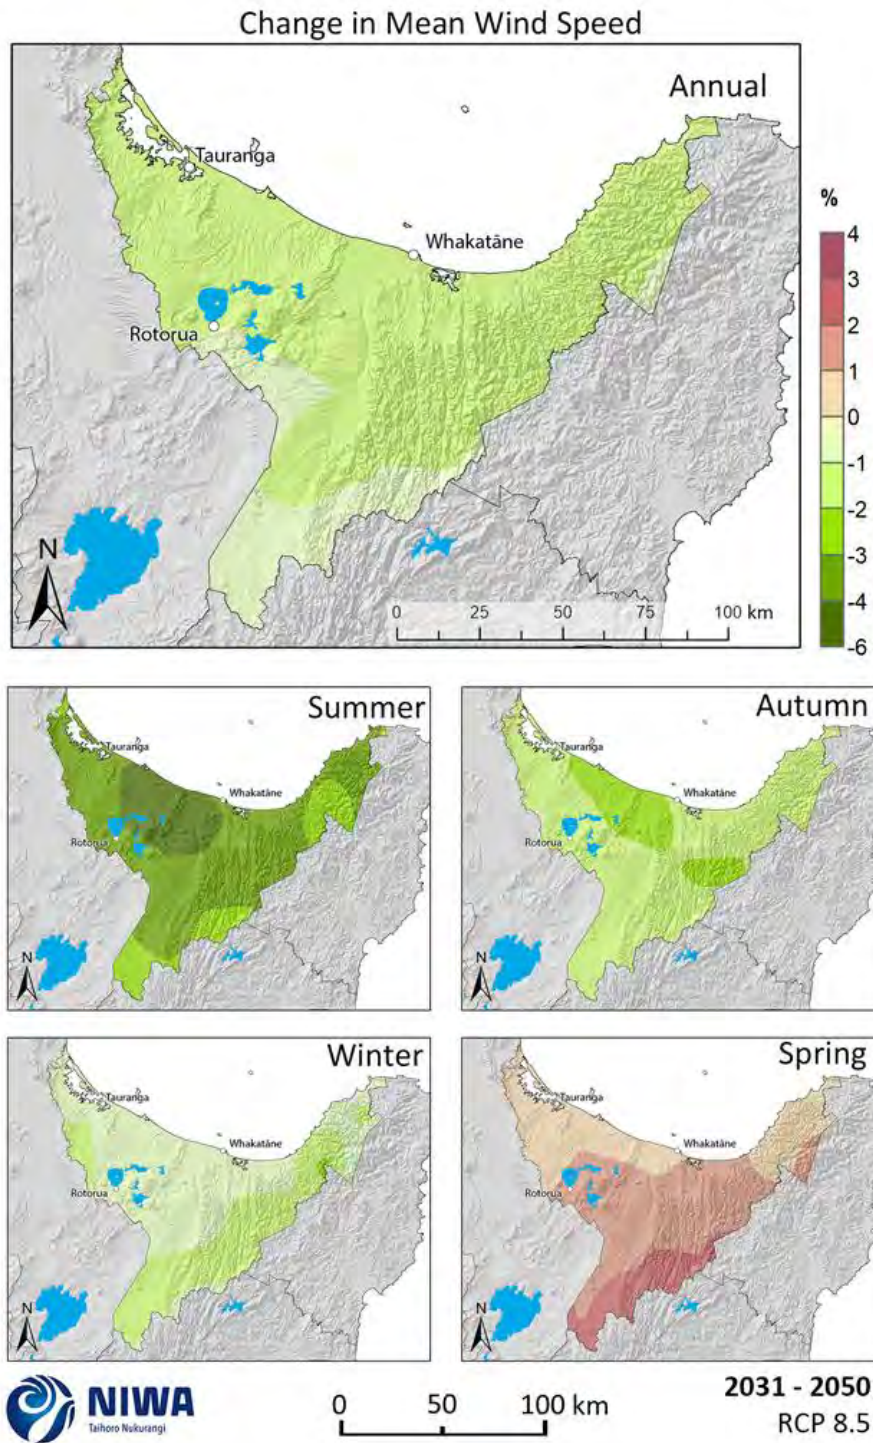 Change in Mean Wind Speed
Annual
Tauranga
Whakatāne
Rotorua
%
4
3
2
1
0
-1
-2
-3
-4
-6
N
0 25 50 75 100 km
Summer
Tauranga
Whakatāne
Rotorua
N
Autumn
Tauranga
Whakatāne
Rotorua
N
Winter
Tauranga
Whakatāne
Rotorua
N
Spring
Tauranga
Whakatāne
Rotorua
N
NIWA
Taihoro Nukurangi
0 50 100 km
2031 - 2050
RCP 8.5